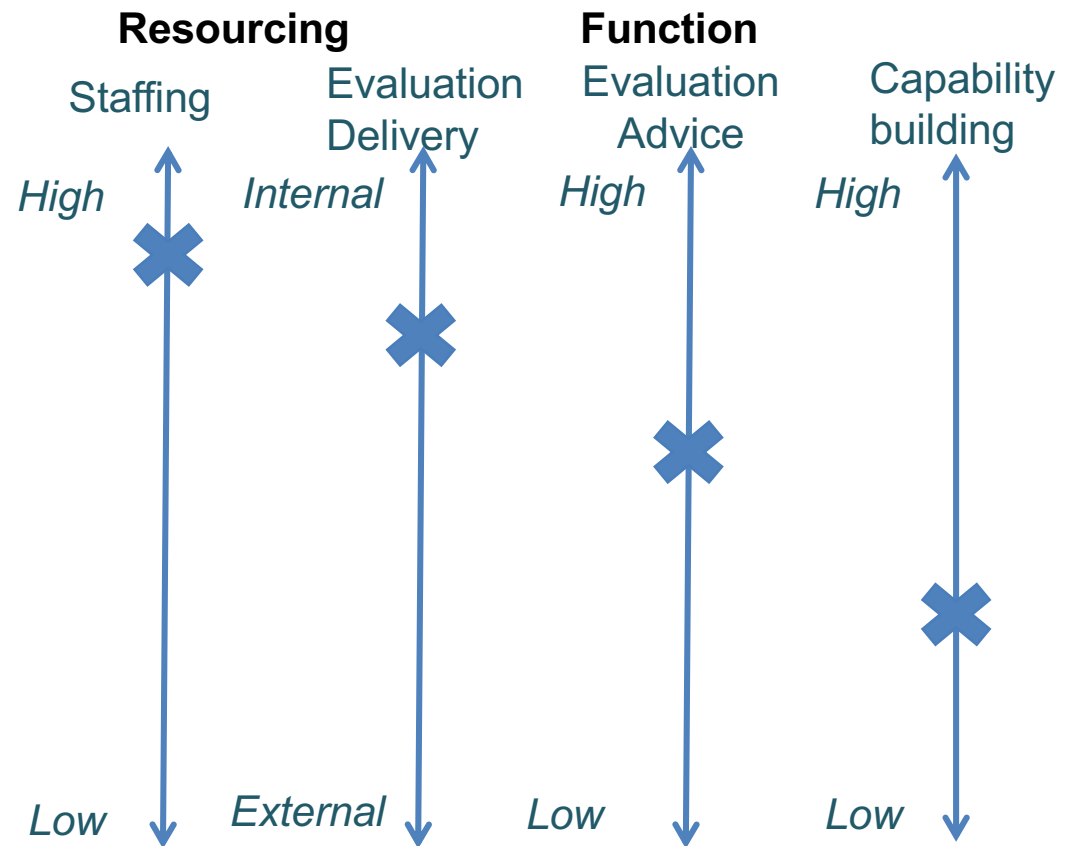 Resourcing
Function
Staffing
Evaluation
Delivery
Evaluation
Advice
Capability
building
High
Internal
High
High
Low
External
Low
Low